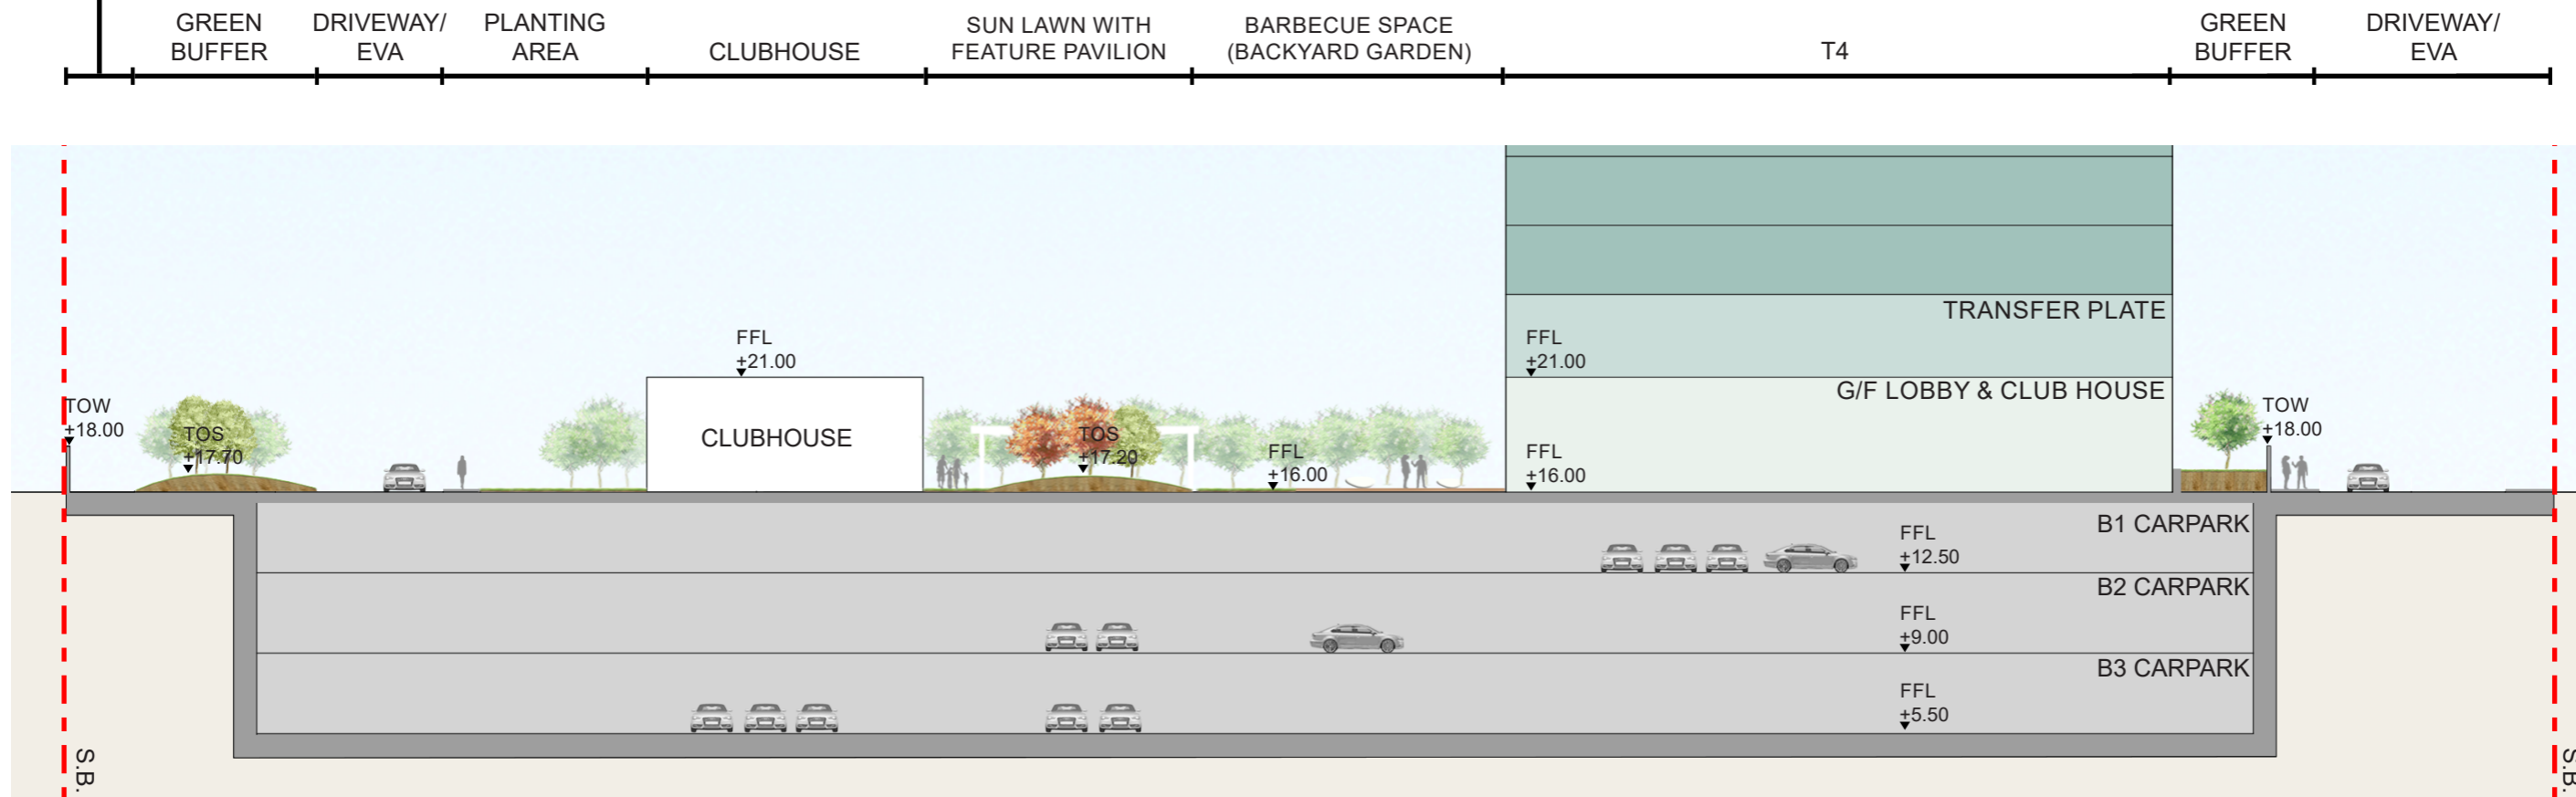 GREEN
BUFFER
DRIVEWAY/
EVA
PLANTING
AREA
CLUBHOUSE
SUN LAWN WITH
FEATURE PAVILION
BARBECUE SPACE
(BACKYARD GARDEN)
T4
GREEN
BUFFER
DRIVEWAY/
EVA
TRANSFER PLATE
FFL
+21.00
FFL
+21.00
G/F LOBBY & CLUB HOUSE
TOW
+18.00
TOS
+17.70
CLUBHOUSE
TOS
+17.20
FFL
+16.00
FFL
+16.00
TOW
+18.00
B1 CARPARK
FFL
+12.50
B2 CARPARK
FFL
+9.00
B3 CARPARK
FFL
+5.50
S.B.
S.B.